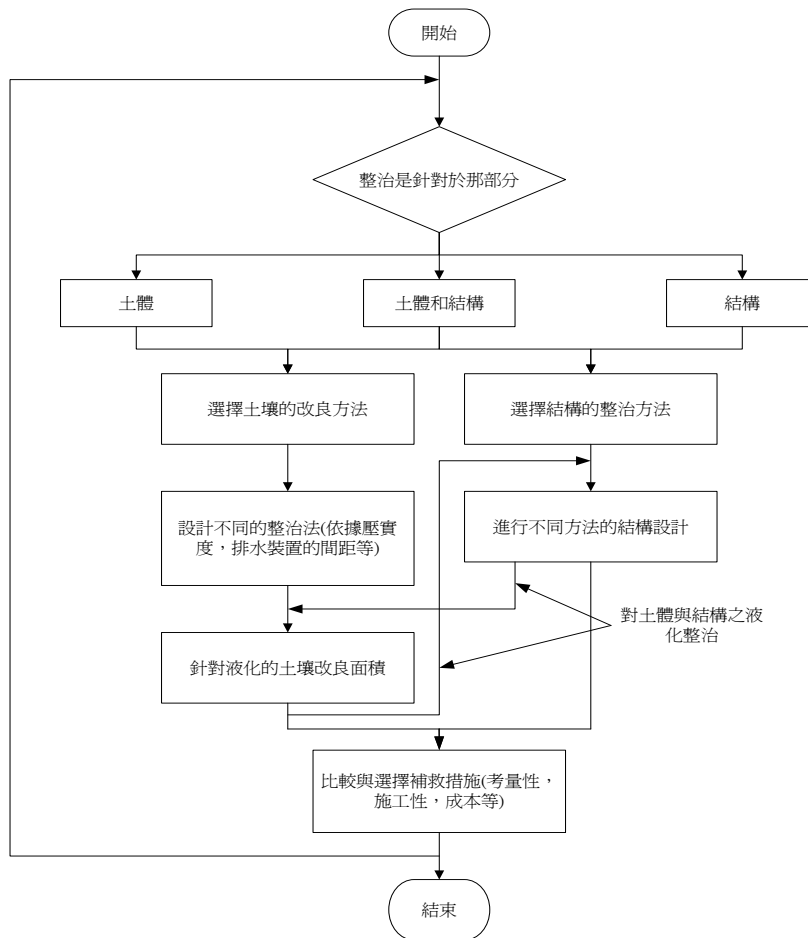 開始
整治是針對於那部分
土體
土體和結構
結構
選擇土壤的改良方法
選擇結構的整治方法
設計不同的整治法(依據壓實
度，排水裝置的間距等)
進行不同方法的結構設計
對土體與結構之液
化整治
針對液化的土壤改良面積
比較與選擇補救措施(考量性，
施工性，成本等)
結束